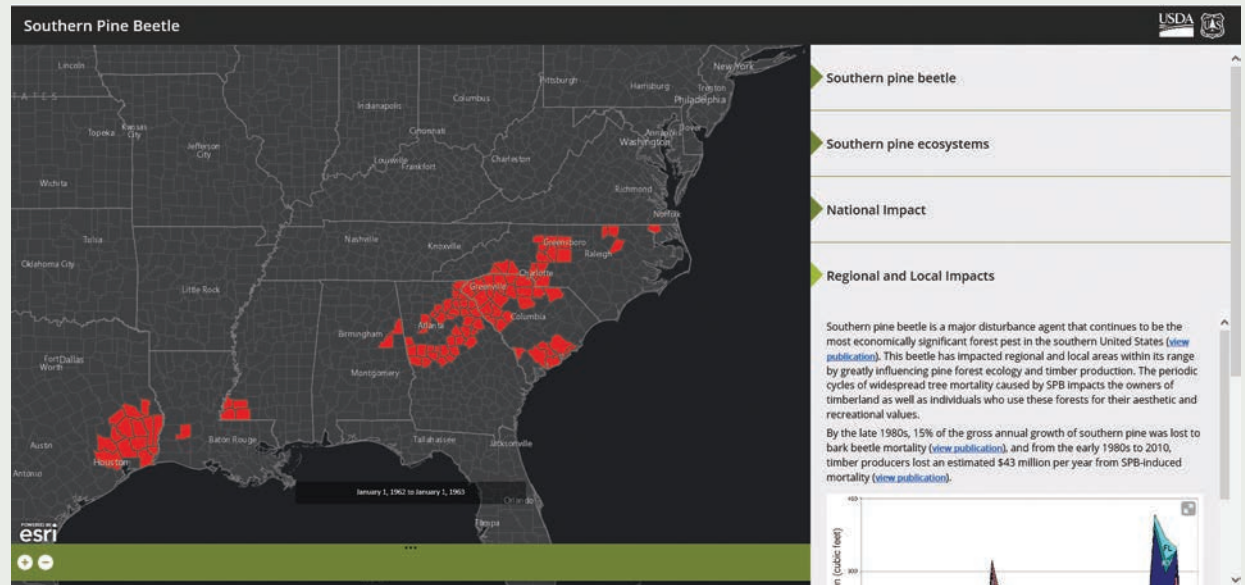 Southern Pine Beetle
USDA
UAS
Lincoln
TATES
Topeka
Kansas
City
Jefferson
City
Wichita
Tulsa
Oklahoma City
Little Rock
Fort
Dallas
Worth
Austin
Antonio
Houston
Baton Rouge
Indianapolis
Columbus
Pittsburgh
Harrisburg
New York
Trenton
Philadelphia
Cincinnati
Annapolis
Dover
Washington
Louisville
Frankfort
Charleston
Richmond
Norfolk
Nashville
Knoxville
Greensboro
Raleigh
Charlotte
Greenville
Columbia
Atlanta
Birmingham
Montgomery
Tallahassee
Jacksonville
Orlando
Tampa
January 1, 1962 to January 1, 1963
POWERED BY
esri
Southern pine beetle
Southern pine ecosystems
National Impact
Regional and Local Impacts
Southern pine beetle is a major disturbance agent that continues to be the
most economically significant forest pest in the southern United States (view
publication). This beetle has impacted regional and local areas within its range
by greatly influencing pine forest ecology and timber production. The periodic
cycles of widespread tree mortality caused by SPB impacts the owners of
timberland as well as individuals who use these forests for their aesthetic and
recreational values.
By the late 1980s, 15% of the gross annual growth of southern pine was lost to
bark beetle mortality (view publication), and from the early 1980s to 2010,
timber producers lost an estimated $43 million per year from SPB-induced
mortality (view publication).
n (cubic feet)
FL